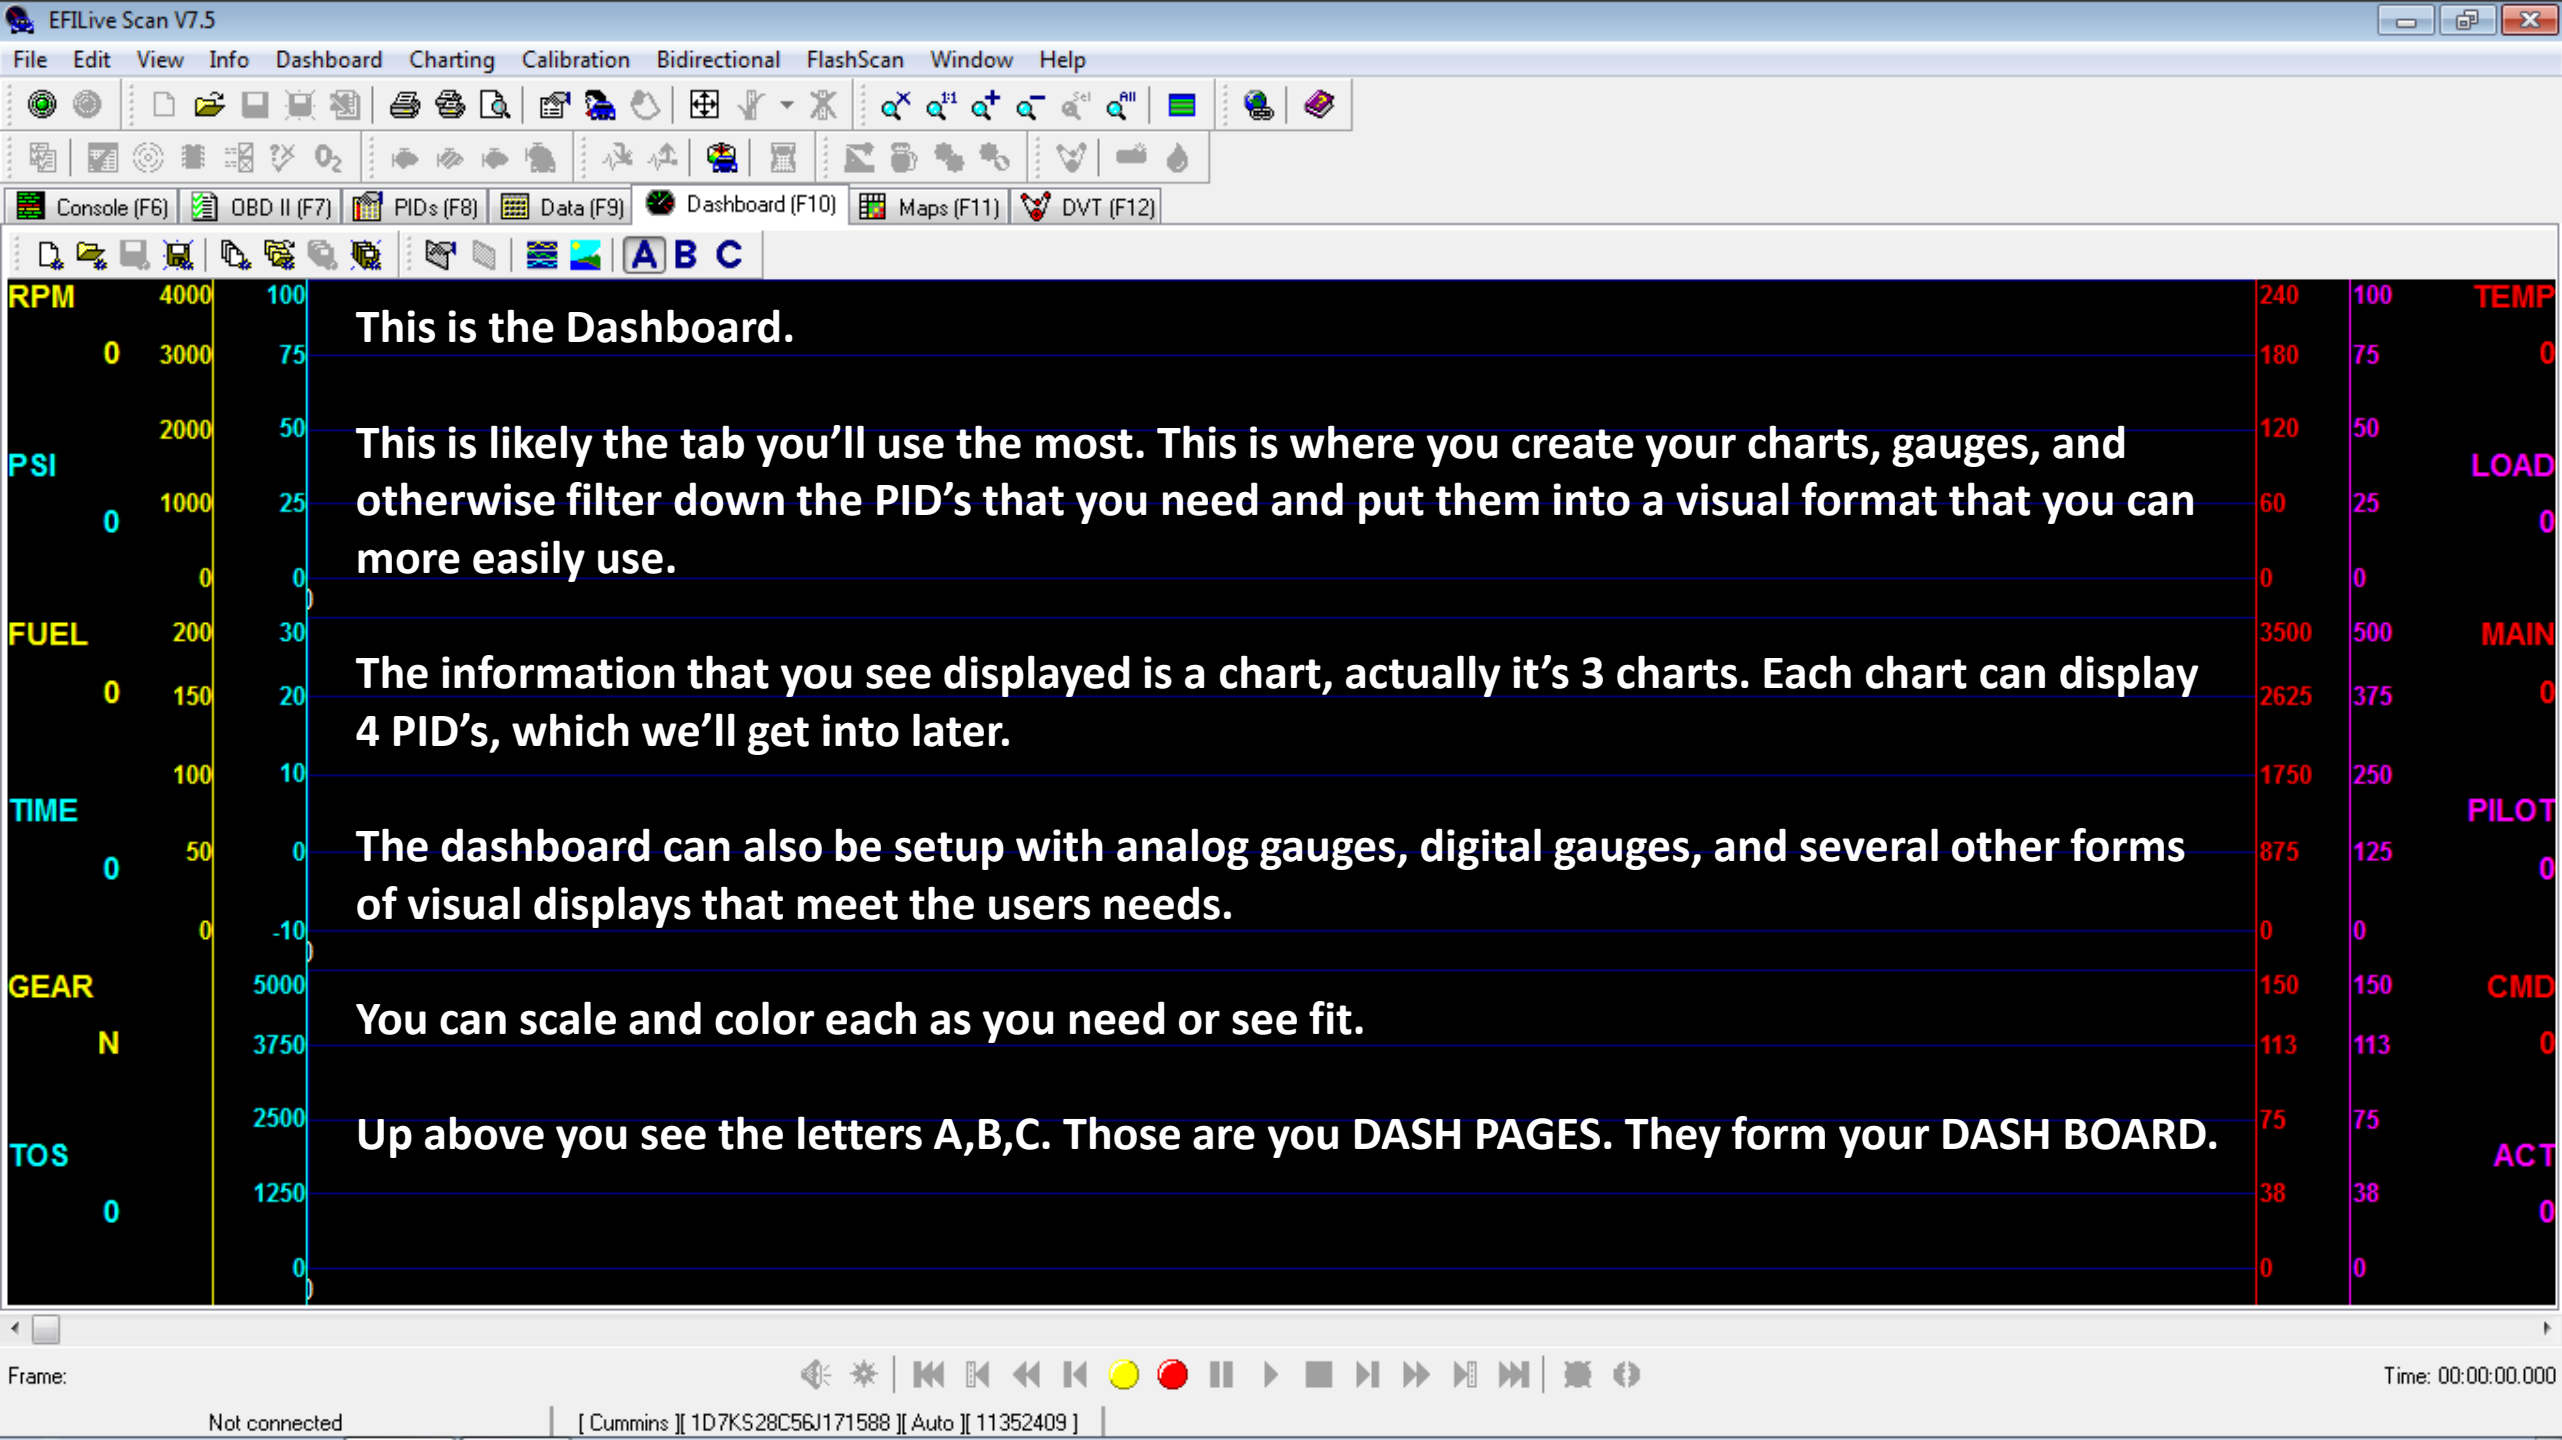 EFILive Scan V7.5
File Edit View Info Dashboard Charting Calibration Bidirectional FlashScan Window Help
1:1 Sel All
O2
Console (F6) OBD II (F7) PIDs (F8) Data (F9) Dashboard (F10) Maps (F11) DVT (F12)
A B C
RPM 4000 100 240 100 TEMP
This is the Dashboard.
0 3000 75 180 75 0
2000 50 120 50
This is likely the tab you’ll use the most. This is where you create your charts, gauges, and
PSI LOAD
otherwise filter down the PID’s that you need and put them into a visual format that you can
1000 25 60 25
0 0
more easily use.
0 0 0 0
0
FUEL 200 30 3500 500 MAIN
The information that you see displayed is a chart, actually it’s 3 charts. Each chart can display
0 150 20 2625 375 0
4 PID’s, which we’ll get into later.
100 10 1750 250
TIME PILOT
The dashboard can also be setup with analog gauges, digital gauges, and several other forms
50 0 875 125
0 0
of visual displays that meet the users needs.
0 -10 0 0
0
GEAR 5000 150 150 CMD
You can scale and color each as you need or see fit.
N 3750 113 113 0
2500 75 75
Up above you see the letters A,B,C. Those are you DASH PAGES. They form your DASH BOARD.
TOS ACT
1250 38 38
0 0
0 0 0
0
Frame: Time: 00:00:00.000
Not connected [ Cummins ][ 1D7KS28C56J171588 ][ Auto ][ 11352409 ]